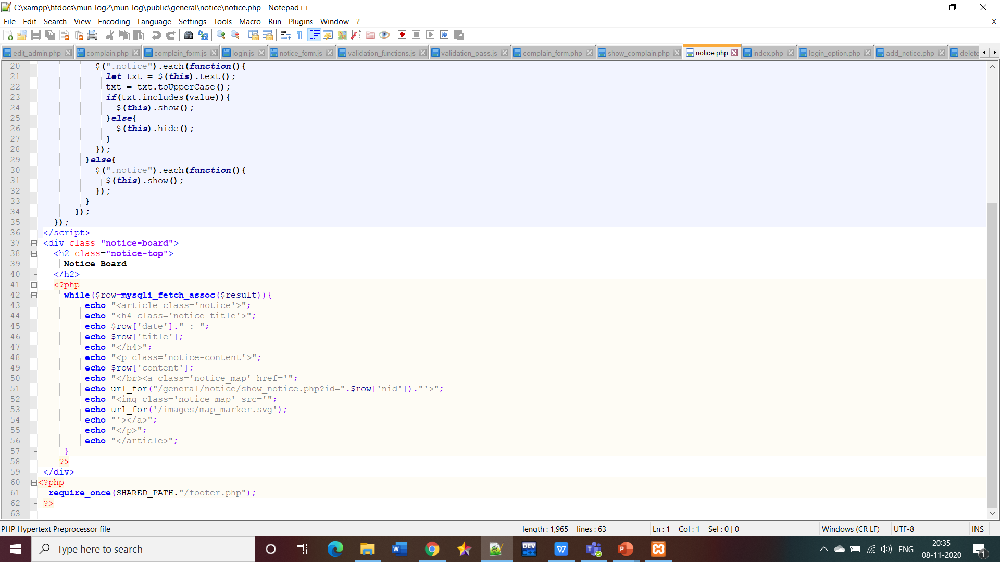 C:\xampp\htdocs\mun_log2\mun_log\public\general\notice\notice.php - Notepad++
File Edit Search View Encoding Language Settings Tools Macro Run Plugins Window ? X
edit_admin.php complain.php complain_form.js login.js notice_form.js validation_functions.js validation_pass.js complain_form.php show_complain.php notice.php index.php login_option.php add_notice.php delete
20 $(".notice").each(function(){
21 let txt = $(this).text();
22 txt = txt.toUpperCase();
23 if(txt.includes(value)){
24 $(this).show();
25 }else{
26 $(this).hide();
27 }
28 });
29 }else{
30 $(".notice").each(function(){
31 $(this).show();
32 });
33 }
34 });
35 });
36 </script>
37 <div class="notice-board">
38 <h2 class="notice-top">
39 Notice Board
40 </h2>
41 <?php
42 while($row=mysqli_fetch_assoc($result)){
43 echo "<article class='notice'>";
44 echo "<h4 class='notice-title'>";
45 echo $row['date']." : ";
46 echo $row['title'];
47 echo "</h4>";
48 echo "<p class='notice-content'>";
49 echo $row['content'];
50 echo "</br><a class='notice_map' href='";
51 echo url_for("/general/notice/show_notice.php?id=".$row['nid'])."'>";
52 echo "<img class='notice_map' src='";
53 echo url_for('/images/map_marker.svg');
54 echo "'></a>";
55 echo "</p>";
56 echo "</article>";
57 }
58 ?>
59 </div>
60 <?php
61 require_once(SHARED_PATH."/footer.php");
62 ?>
63
PHP Hypertext Preprocessor file length : 1,965 lines : 63 Ln : 1 Col : 1 Sel : 0 | 0 Windows (CR LF) UTF-8 INS
Type here to search DEV C++ ENG 20:35
08-11-2020 1